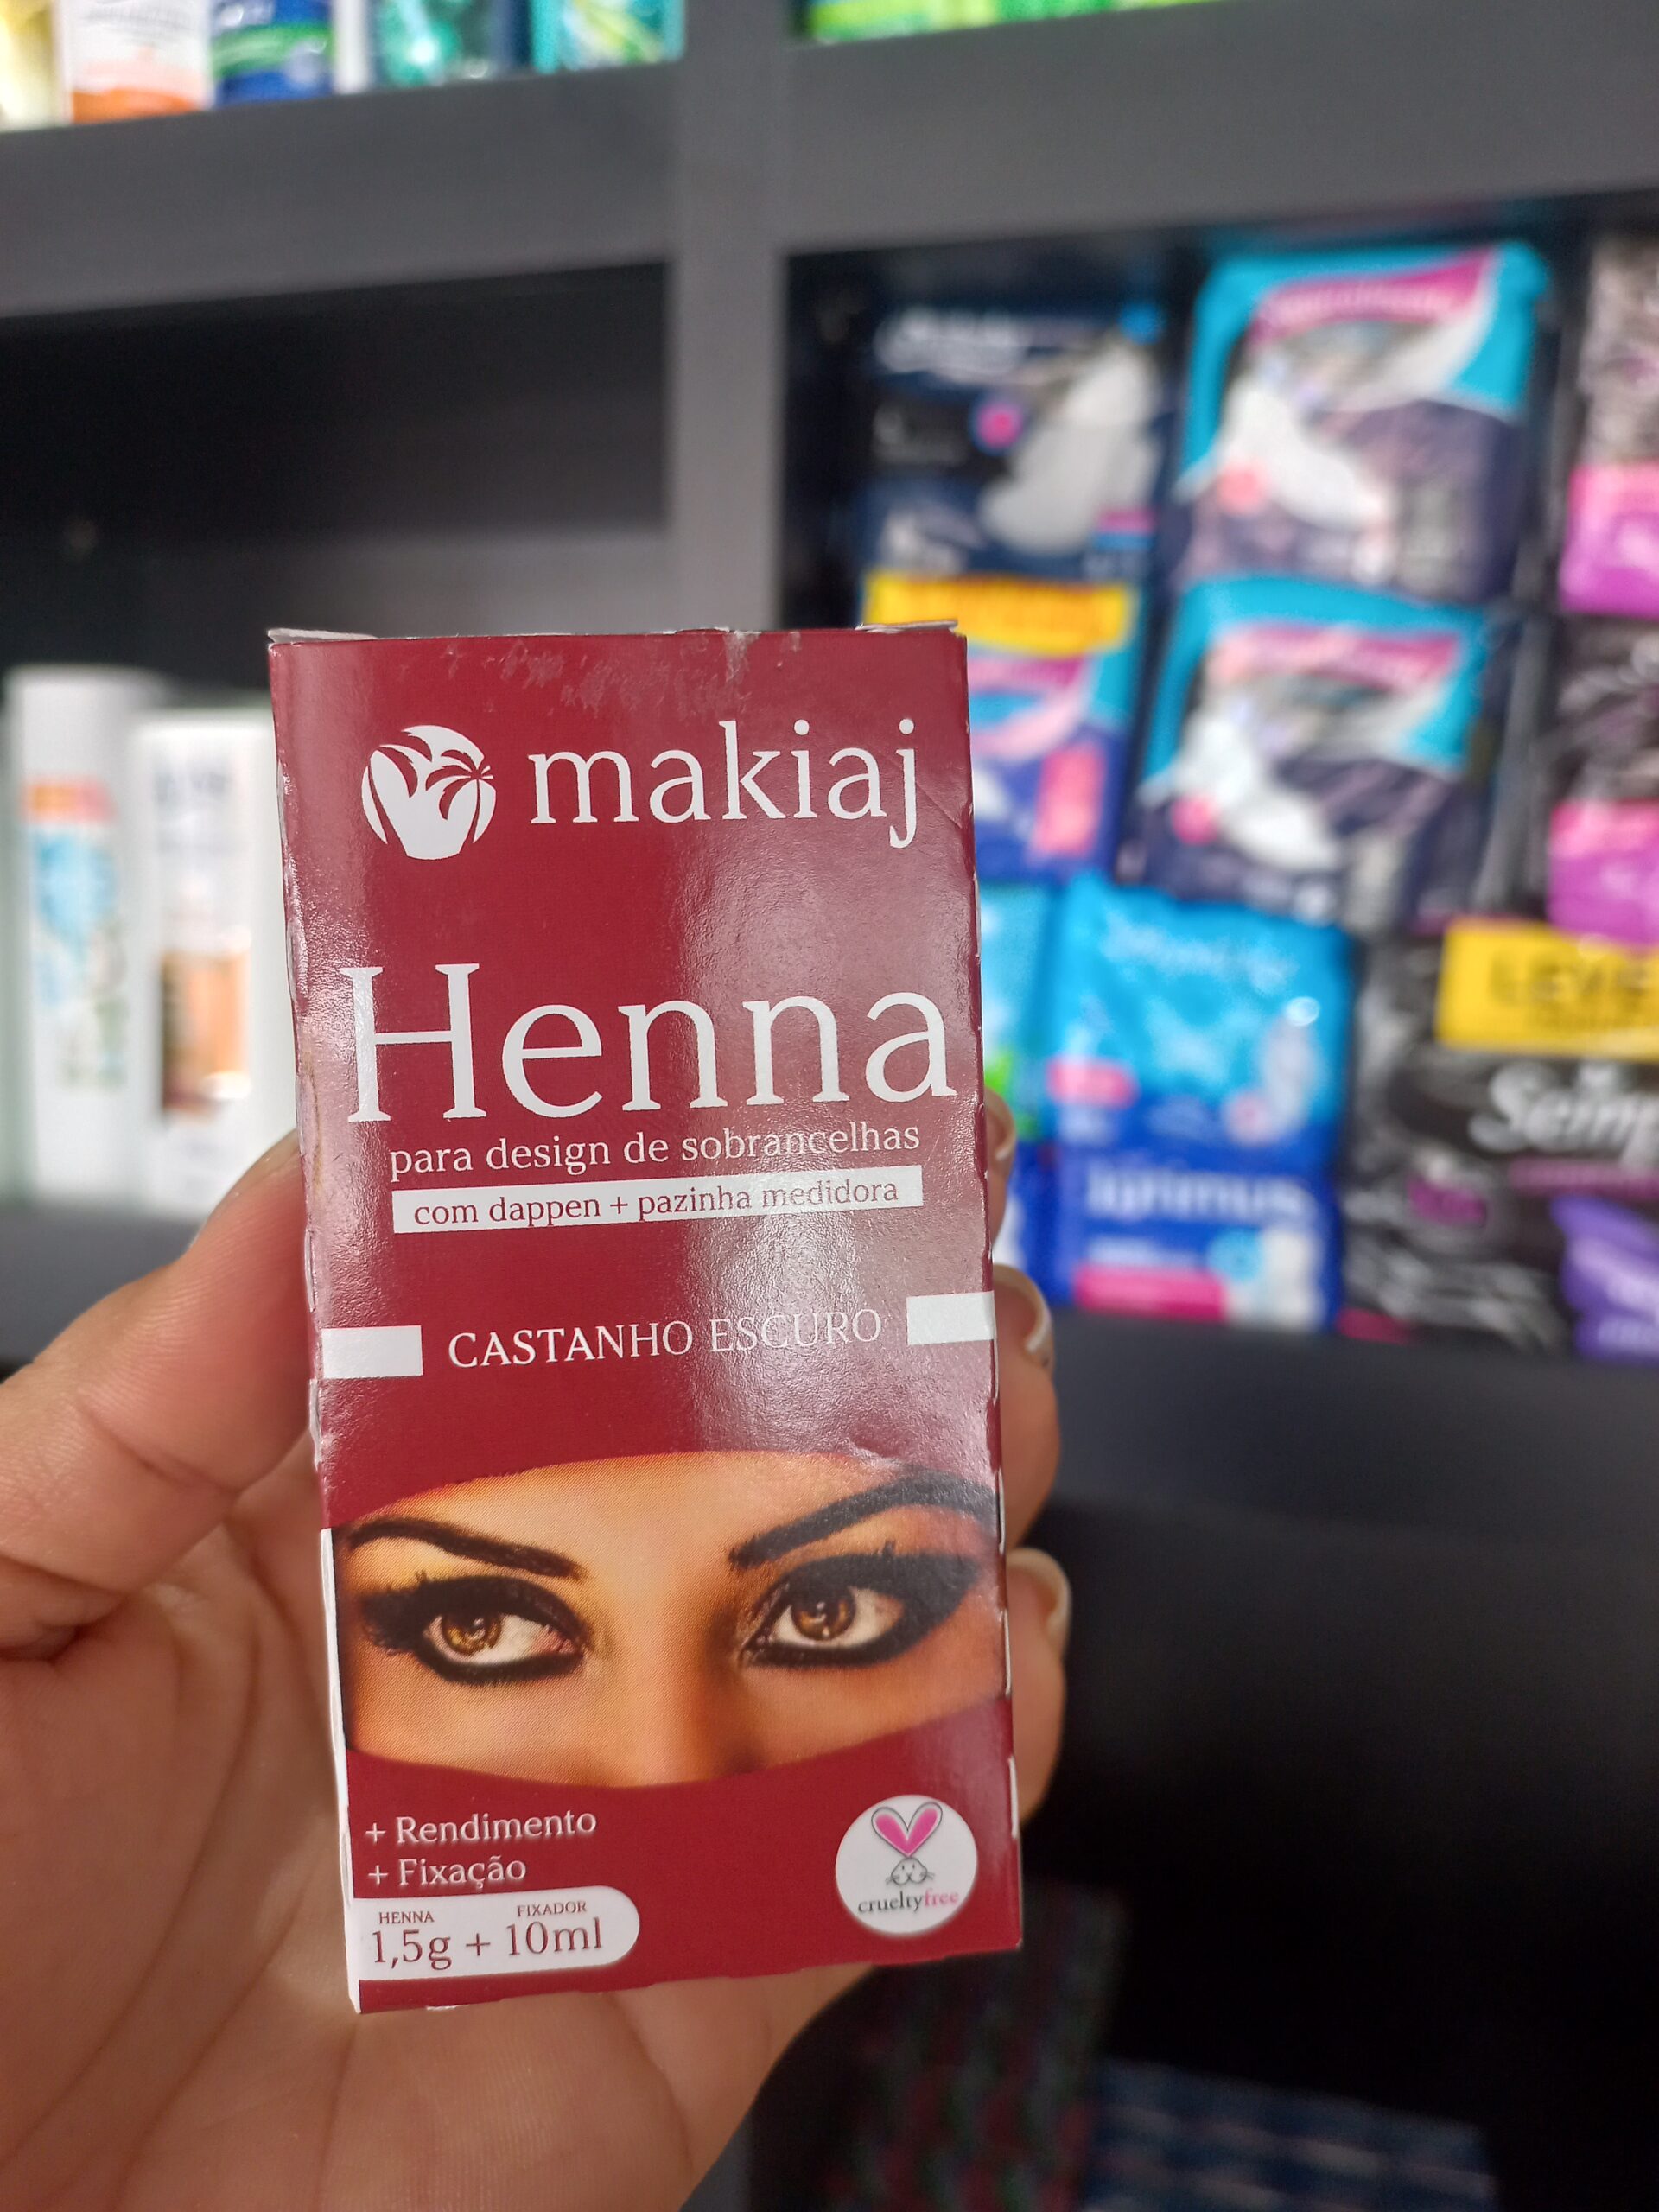 makiaj
Henna
para design de sobrancelhas
com dappen + pazinha medidora
CASTANHO ESCURO
+ Rendimento
+ Fixação
HENNA FIXADOR
1,5g + 10ml
crueltyfree
LEVE